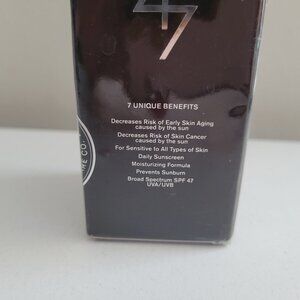 47
7 UNIQUE BENEFITS
Decreases Risk of Early Skin Aging
caused by the sun
Decreases Risk of Skin Cancer
caused by the sun
For Sensitive to All Types of Skin
Daily Sunscreen
Moisturizing Formula
Prevents Sunburn
Broad Spectrum SPF 47
UVA/UVB